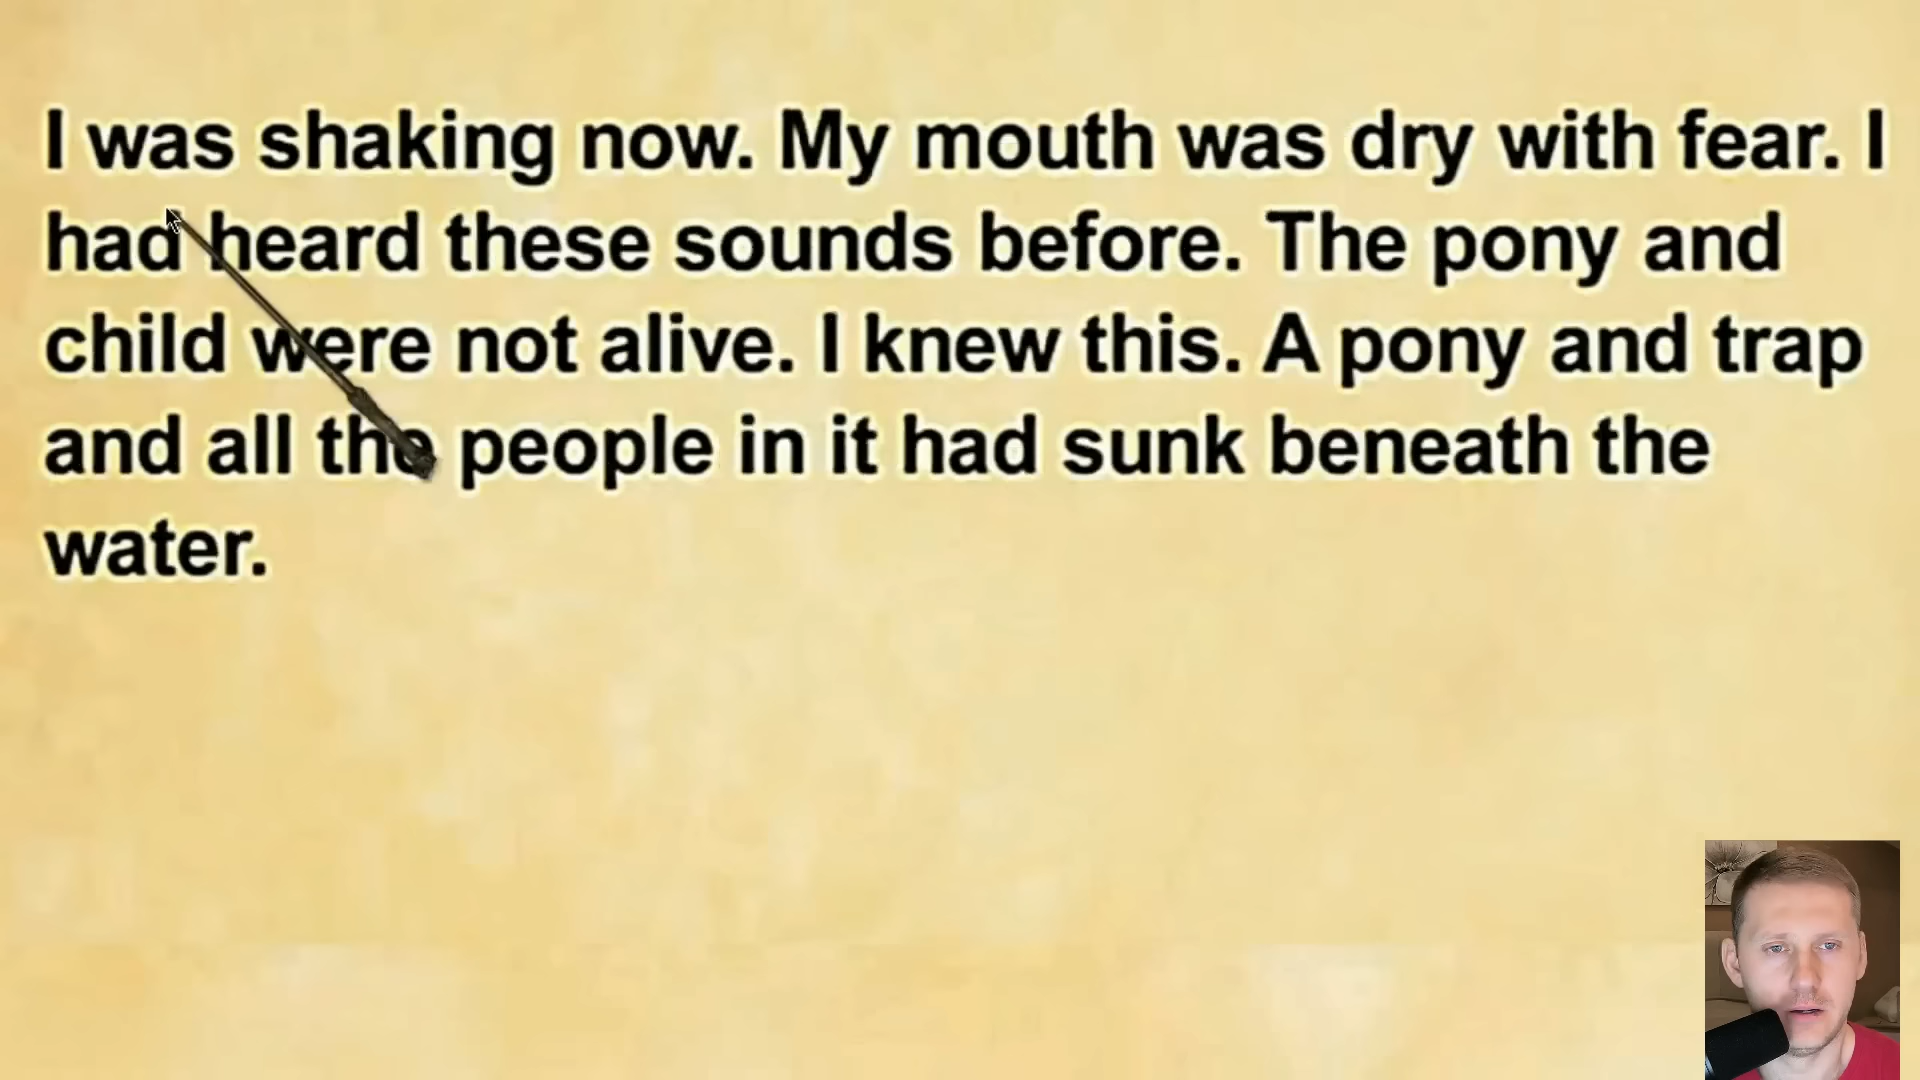 I was shaking now. My mouth was dry with fear. I
had heard these sounds before. The pony and
child were not alive. I knew this. A pony and trap
and all the people in it had sunk beneath the
water.